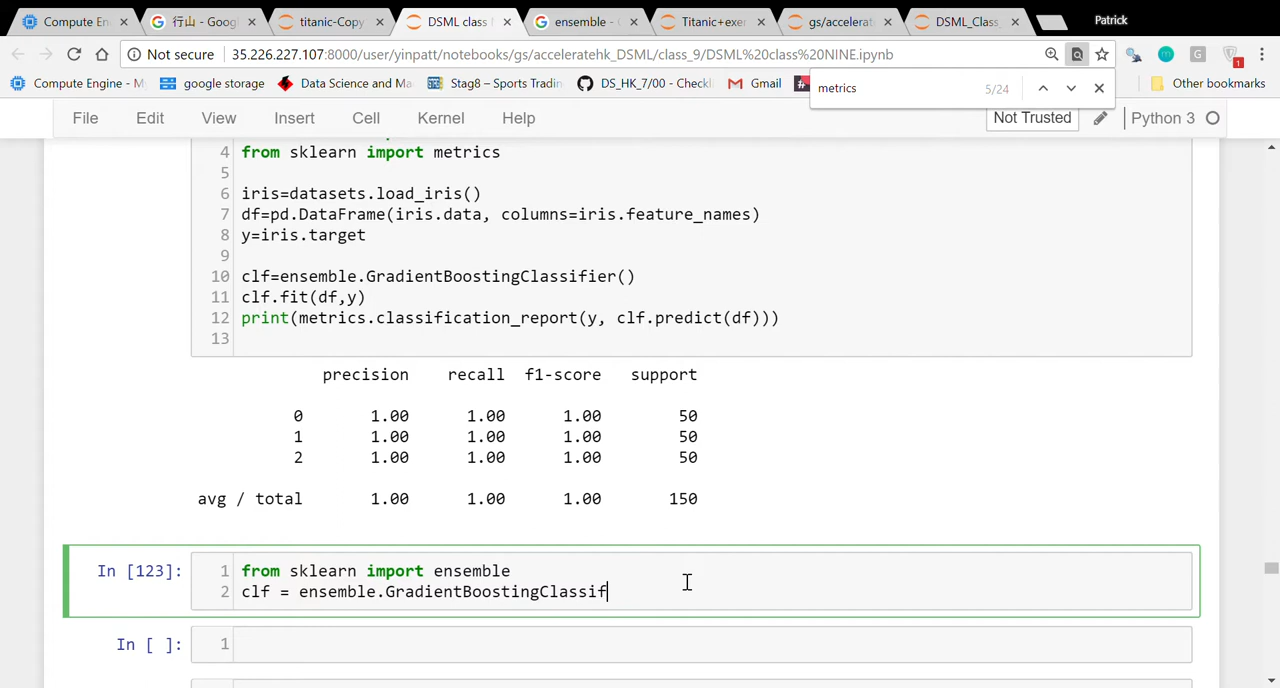 Compute En
行山 - Goog
titanic-Copy
DSML class
ensemble - G
Titanic+exer
gs/accelerat
DSML_Class_
Patrick
Not secure 35.226.227.107:8000/user/yinpatt/notebooks/gs/acceleratehk_DSML/class_9/DSML%20class%20NINE.ipynb
Compute Engine - M
google storage
Data Science and Ma
Stag8 – Sports Tradin
DS_HK_7/00 - Checkl
Gmail
Other bookmarks
metrics 5/24
File Edit View Insert Cell Kernel Help Not Trusted Python 3
4 from sklearn import metrics
5
6 iris=datasets.load_iris()
7 df=pd.DataFrame(iris.data, columns=iris.feature_names)
8 y=iris.target
9
10 clf=ensemble.GradientBoostingClassifier()
11 clf.fit(df,y)
12 print(metrics.classification_report(y, clf.predict(df)))
13
precision recall f1-score support
0 1.00 1.00 1.00 50
1 1.00 1.00 1.00 50
2 1.00 1.00 1.00 50
avg / total 1.00 1.00 1.00 150
In [123]: 1 from sklearn import ensemble
2 clf = ensemble.GradientBoostingClassif
In [ ]: 1